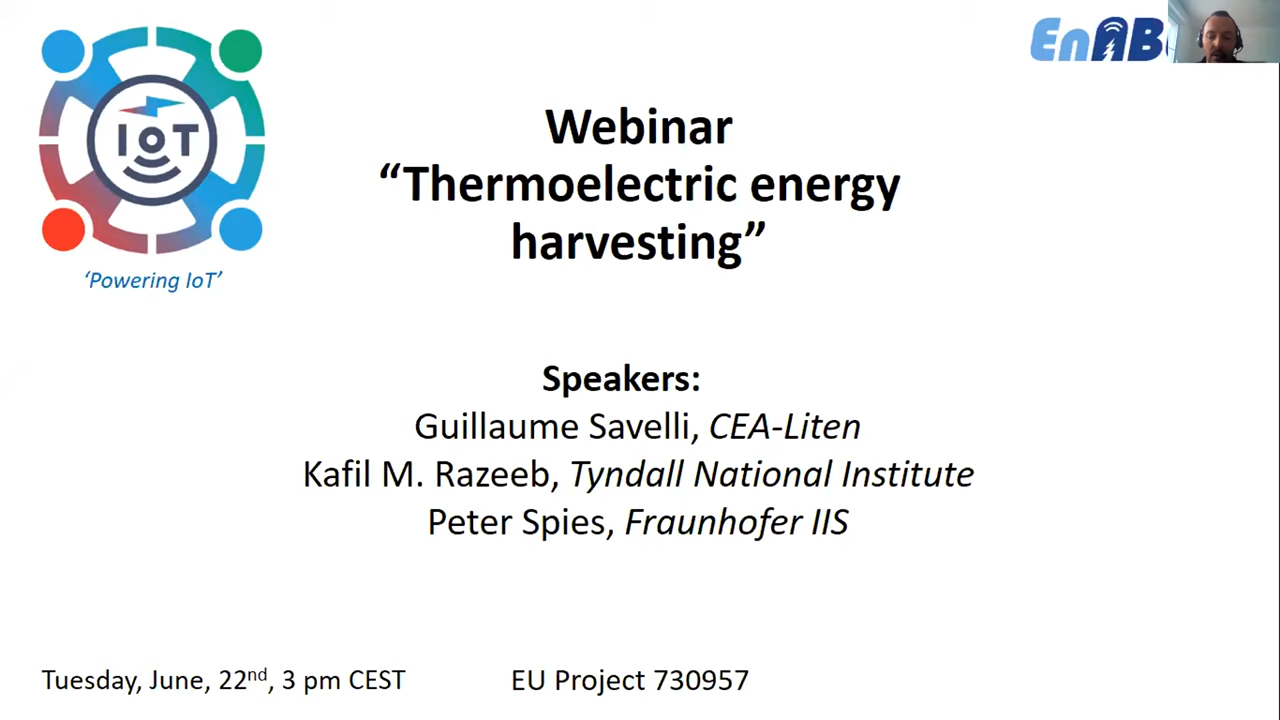 IoT
EnAB
Webinar
“Thermoelectric energy
harvesting”
‘Powering IoT’
Speakers:
Guillaume Savelli, CEA-Liten
Kafil M. Razeeb, Tyndall National Institute
Peter Spies, Fraunhofer IIS
Tuesday, June, 22nd, 3 pm CEST
EU Project 730957